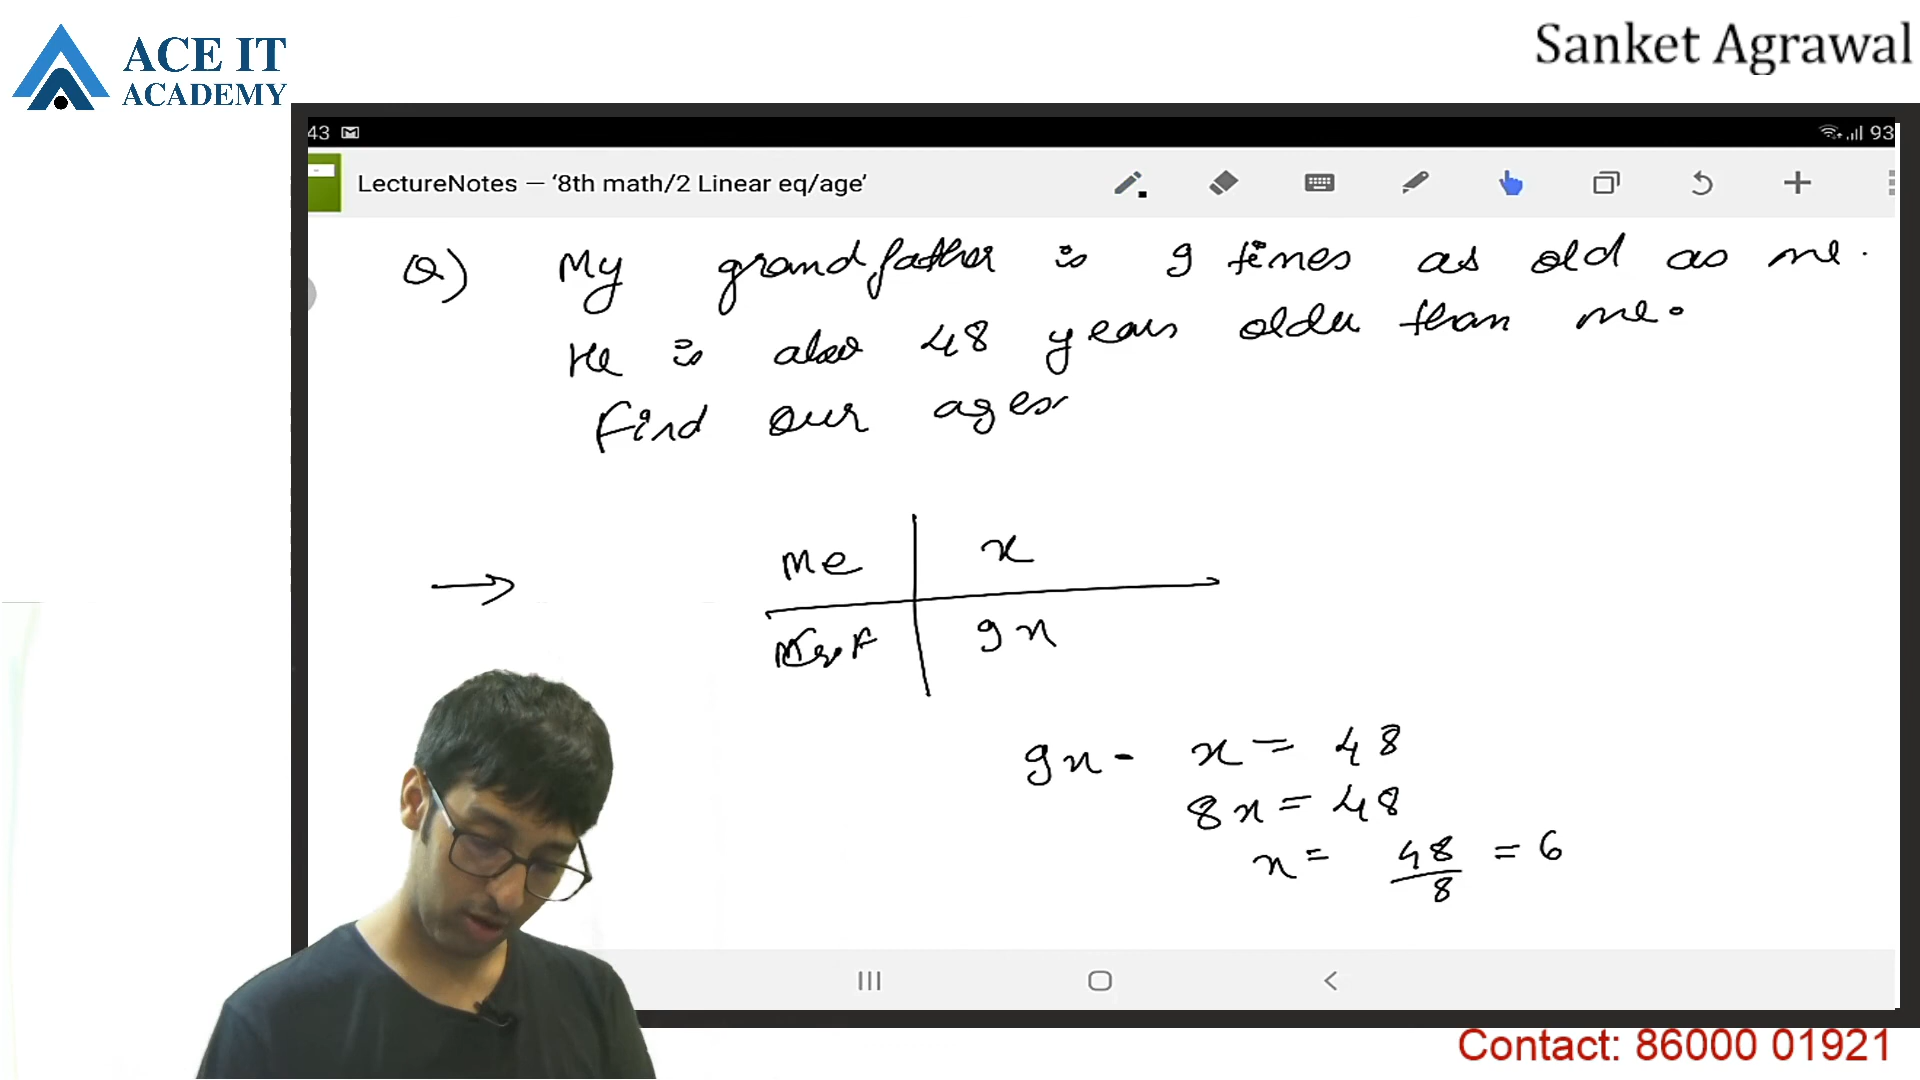 ACE IT
ACADEMY
Sanket Agrawal
43
93
LectureNotes — ‘8th math/2 Linear eq/age’
Q) My grandfather is 9 times as old as me.
He is also 48 years older than me.
Find our ages
→ Me x
9x
9x - x = 48
8x = 48
x = 48/8 = 6
Contact: 86000 01921